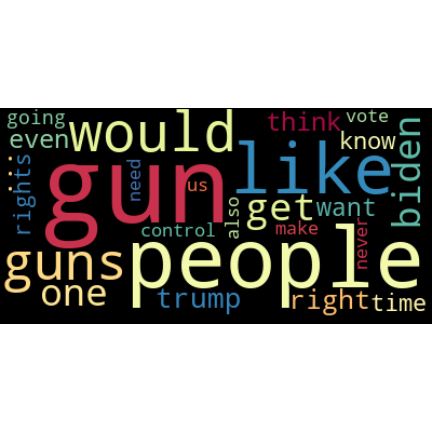 going
even
would
think
vote
know
biden
...
rights
gun
need
us
like
also
get
want
control
make
never
guns
people
one
trump
right
time